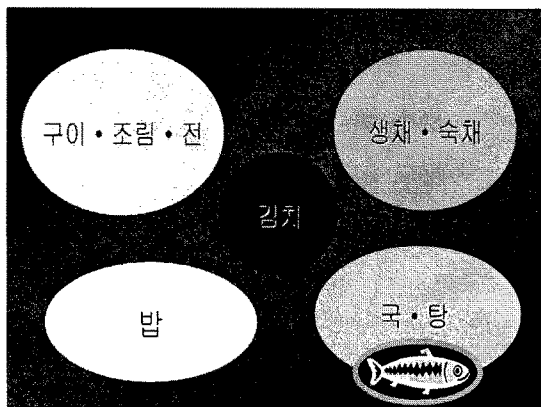 구이 • 조림 • 전
생채 • 숙채
김치
밥
국 • 탕